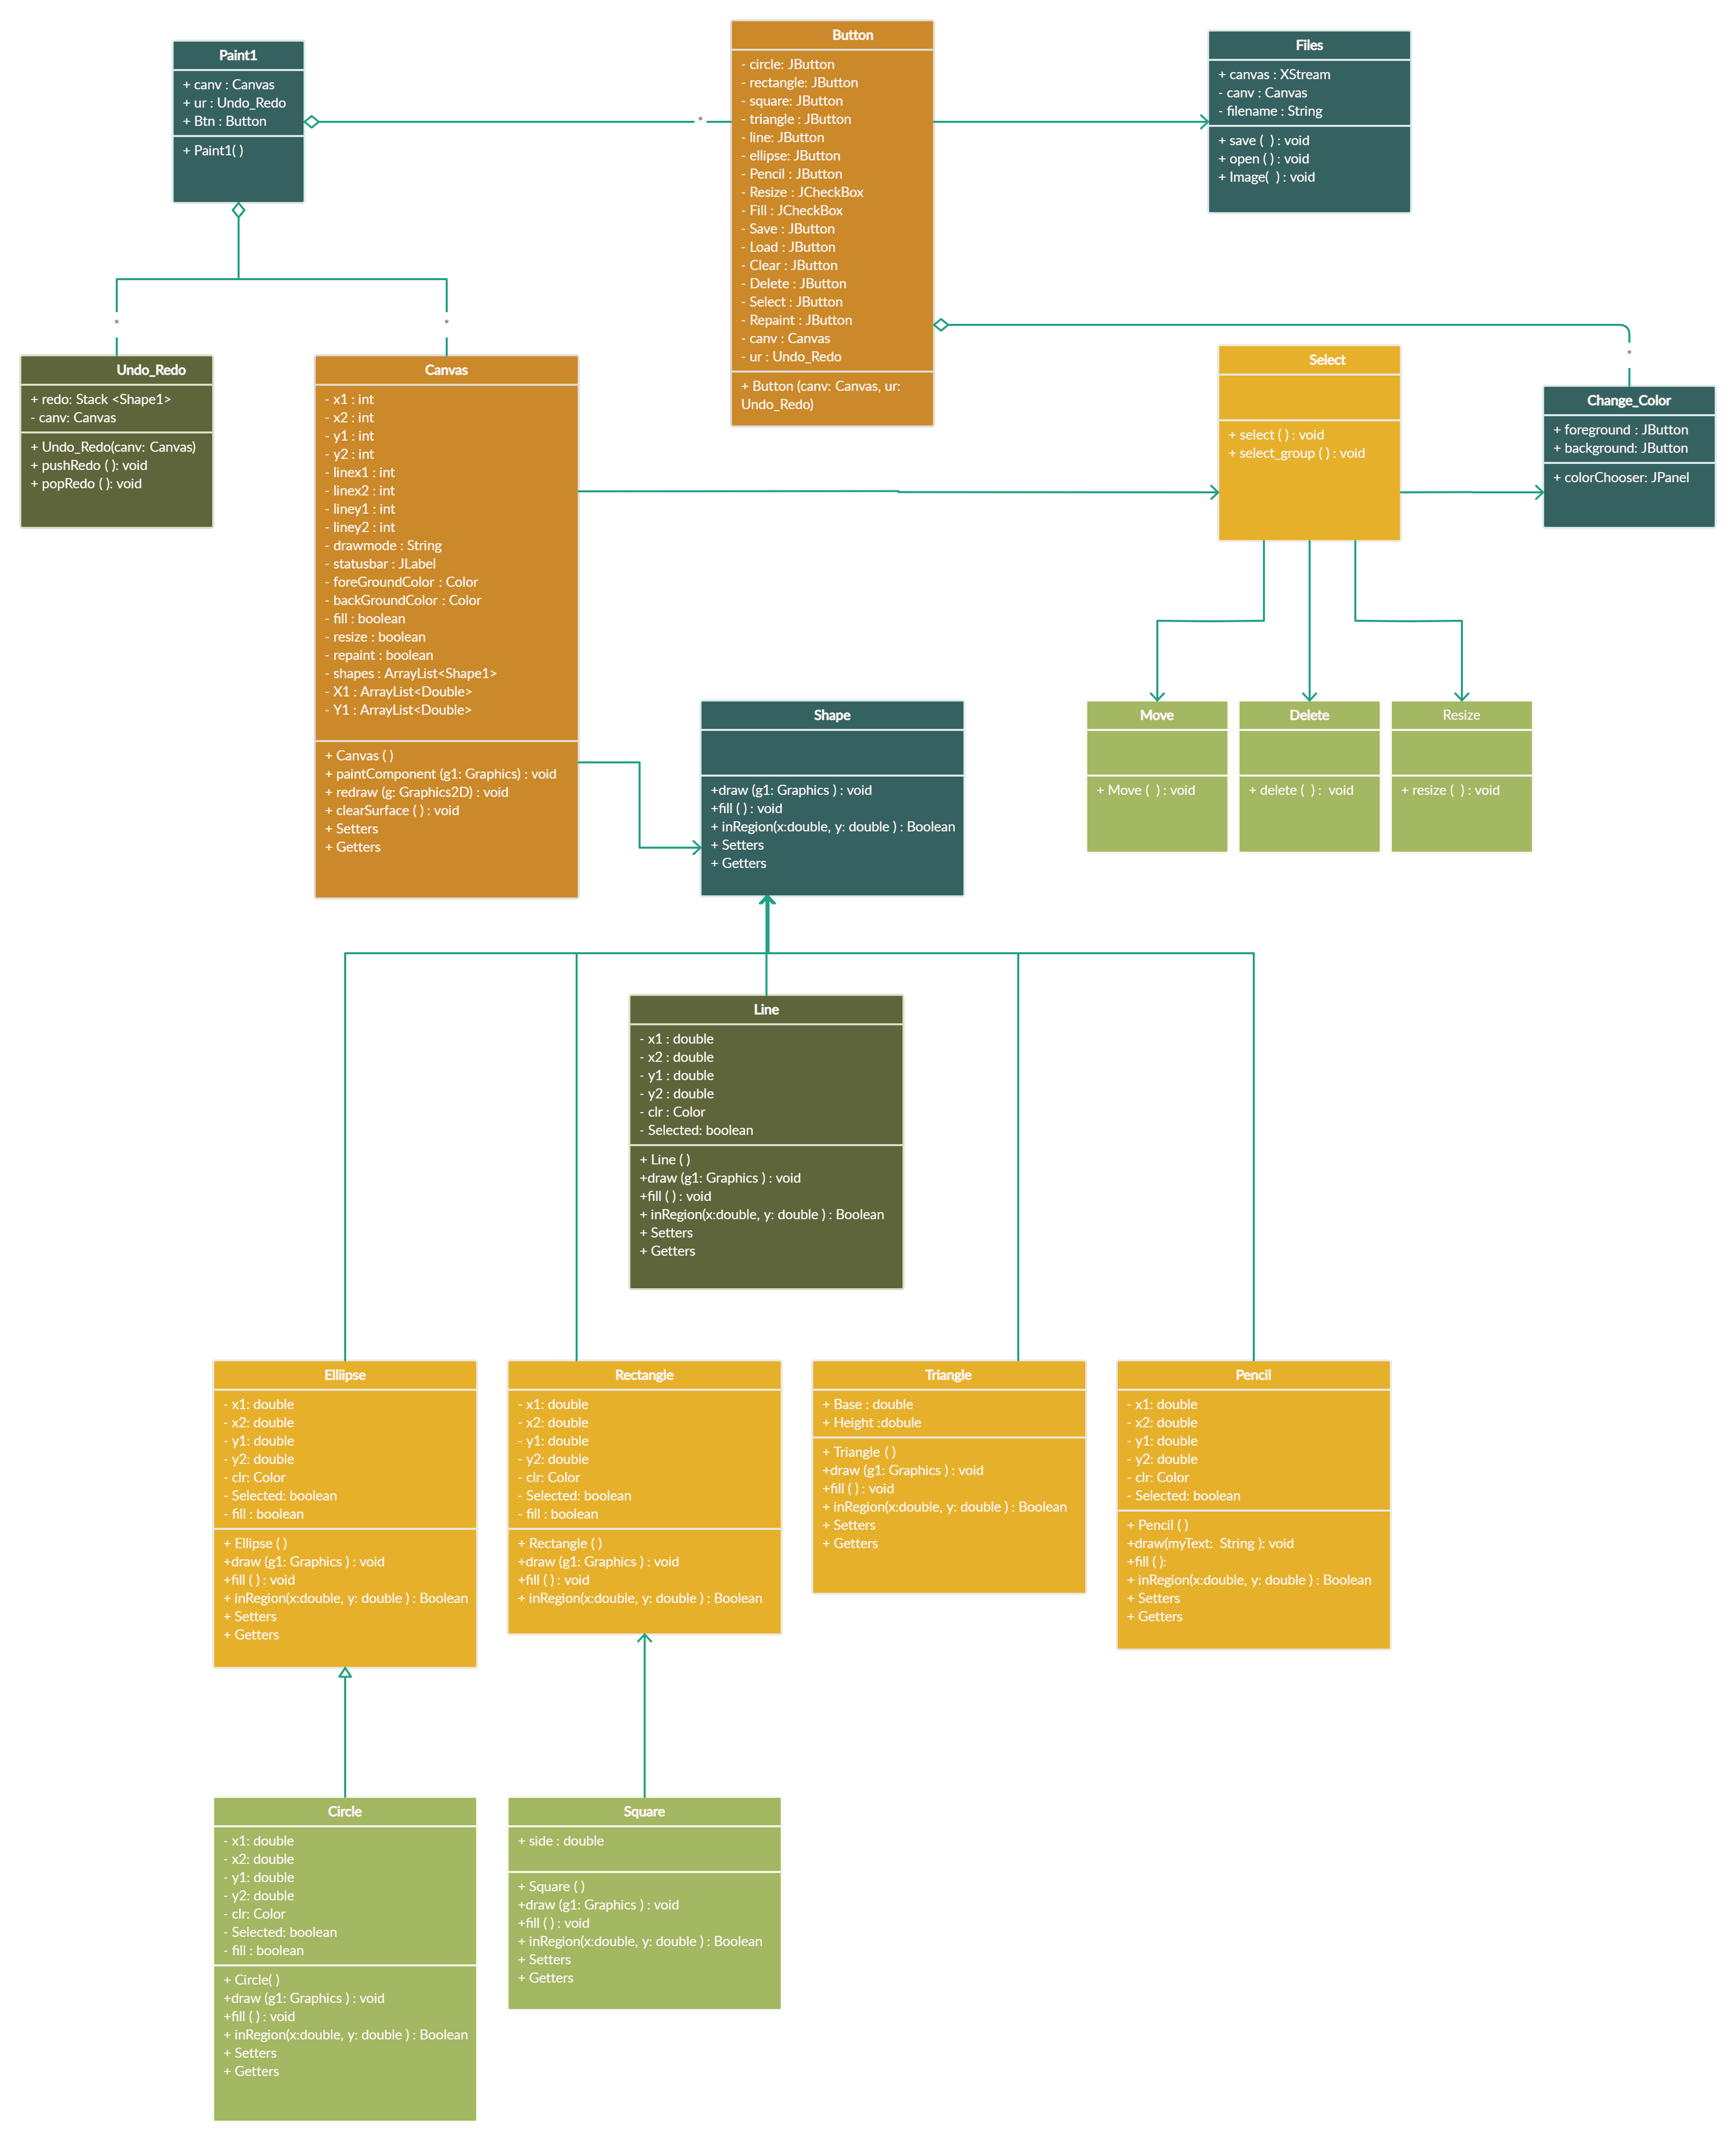 Paint1
+ canv : Canvas
+ ur : Undo_Redo
+ Btn : Button
+ Paint1( )
*
Button
- circle: JButton
- rectangle: JButton
- square: JButton
- triangle : JButton
- line: JButton
- ellipse: JButton
- Pencil : JButton
- Resize : JCheckBox
- Fill : JCheckBox
- Save : JButton
- Load : JButton
- Clear : JButton
- Delete : JButton
- Select : JButton
- Repaint : JButton
- canv : Canvas
- ur : Undo_Redo
+ Button (canv: Canvas, ur:
Undo_Redo)
Files
+ canvas : XStream
- canv : Canvas
- filename : String
+ save (  ) : void
+ open ( ) : void
+ Image(  ) : void
*
*
*
Undo_Redo
+ redo: Stack <Shape1>
- canv: Canvas
+ Undo_Redo(canv: Canvas)
+ pushRedo ( ): void
+ popRedo ( ): void
Canvas
- x1 : int
- x2 : int
- y1 : int
- y2 : int
- linex1 : int
- linex2 : int
- liney1 : int
- liney2 : int
- drawmode : String
- statusbar : JLabel
- foreGroundColor : Color
- backGroundColor : Color
- fill : boolean
- resize : boolean
- repaint : boolean
- shapes : ArrayList<Shape1>
- X1 : ArrayList<Double>
- Y1 : ArrayList<Double>
+ Canvas ( )
+ paintComponent (g1: Graphics) : void
+ redraw (g: Graphics2D) : void
+ clearSurface ( ) : void
+ Setters
+ Getters
Select
+ select ( ) : void
+ select_group ( ) : void
Change_Color
+ foreground : JButton
+ background: JButton
+ colorChooser: JPanel
Shape
+draw (g1: Graphics ) : void
+fill ( ) : void
+ inRegion(x:double, y: double ) : Boolean
+ Setters
+ Getters
Move
+ Move (  ) : void
Delete
+ delete (  ) :  void
Resize
+ resize (  ) : void
Line
- x1 : double
- x2 : double
- y1 : double
- y2 : double
- clr : Color
- Selected: boolean
+ Line ( )
+draw (g1: Graphics ) : void
+fill ( ) : void
+ inRegion(x:double, y: double ) : Boolean
+ Setters
+ Getters
Elliipse
- x1: double
- x2: double
- y1: double
- y2: double
- clr: Color
- Selected: boolean
- fill : boolean
+ Ellipse ( )
+draw (g1: Graphics ) : void
+fill ( ) : void
+ inRegion(x:double, y: double ) : Boolean
+ Setters
+ Getters
Rectangle
- x1: double
- x2: double
- y1: double
- y2: double
- clr: Color
- Selected: boolean
- fill : boolean
+ Rectangle ( )
+draw (g1: Graphics ) : void
+fill ( ) : void
+ inRegion(x:double, y: double ) : Boolean
Triangle
+ Base : double
+ Height :dobule
+ Triangle  ( )
+draw (g1: Graphics ) : void
+fill ( ) : void
+ inRegion(x:double, y: double ) : Boolean
+ Setters
+ Getters
Pencil
- x1: double
- x2: double
- y1: double
- y2: double
- clr: Color
- Selected: boolean
+ Pencil ( )
+draw(myText:  String ): void
+fill ( ):
+ inRegion(x:double, y: double ) : Boolean
+ Setters
+ Getters
Circle
- x1: double
- x2: double
- y1: double
- y2: double
- clr: Color
- Selected: boolean
- fill : boolean
+ Circle( )
+draw (g1: Graphics ) : void
+fill ( ) : void
+ inRegion(x:double, y: double ) : Boolean
+ Setters
+ Getters
Square
+ side : double
+ Square ( )
+draw (g1: Graphics ) : void
+fill ( ) : void
+ inRegion(x:double, y: double ) : Boolean
+ Setters
+ Getters